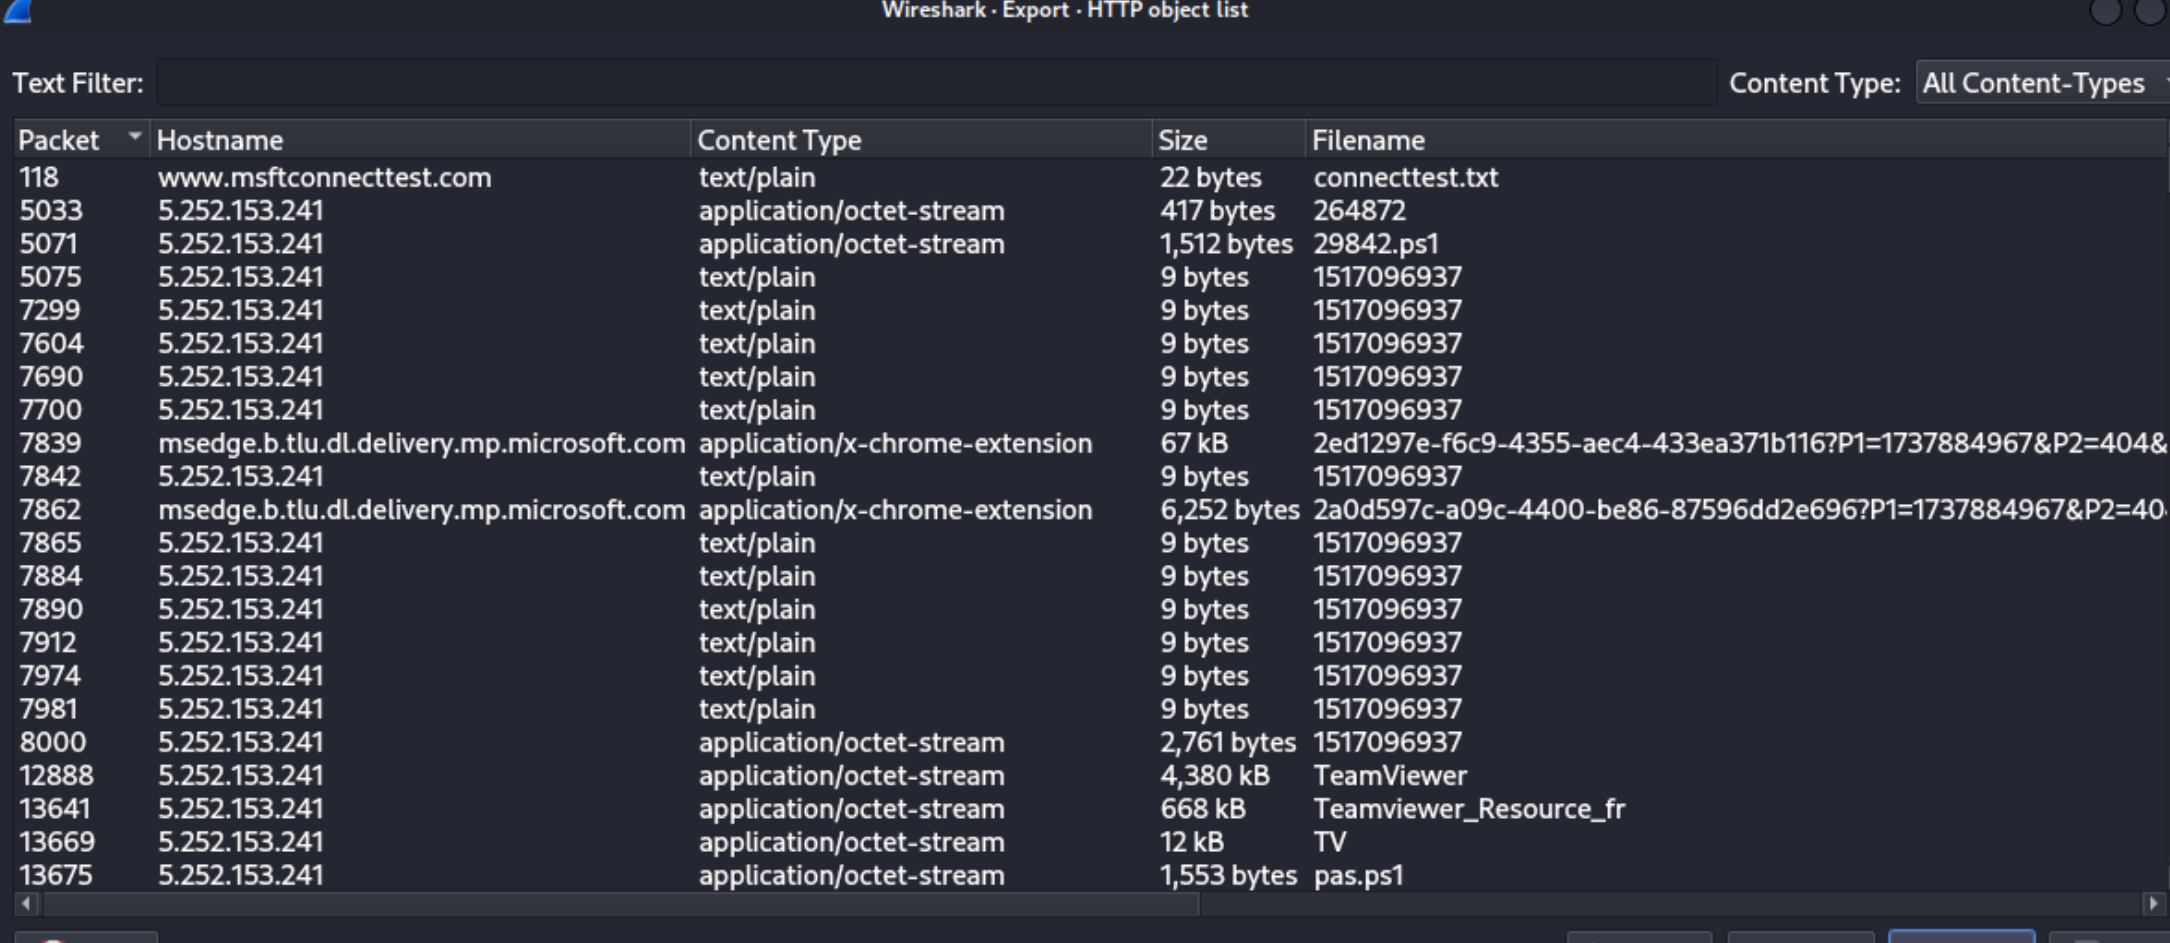 Wireshark · Export · HTTP object list
Text Filter: Content Type: All Content-Types
Packet Hostname Content Type Size Filename
118 www.msftconnecttest.com text/plain 22 bytes connecttest.txt
5033 5.252.153.241 application/octet-stream 417 bytes 264872
5071 5.252.153.241 application/octet-stream 1,512 bytes 29842.ps1
5075 5.252.153.241 text/plain 9 bytes 1517096937
7299 5.252.153.241 text/plain 9 bytes 1517096937
7604 5.252.153.241 text/plain 9 bytes 1517096937
7690 5.252.153.241 text/plain 9 bytes 1517096937
7700 5.252.153.241 text/plain 9 bytes 1517096937
7839 msedge.b.tlu.dl.delivery.mp.microsoft.com application/x-chrome-extension 67 kB 2ed1297e-f6c9-4355-aec4-433ea371b116?P1=1737884967&P2=404&
7842 5.252.153.241 text/plain 9 bytes 1517096937
7862 msedge.b.tlu.dl.delivery.mp.microsoft.com application/x-chrome-extension 6,252 bytes 2a0d597c-a09c-4400-be86-87596dd2e696?P1=1737884967&P2=40
7865 5.252.153.241 text/plain 9 bytes 1517096937
7884 5.252.153.241 text/plain 9 bytes 1517096937
7890 5.252.153.241 text/plain 9 bytes 1517096937
7912 5.252.153.241 text/plain 9 bytes 1517096937
7974 5.252.153.241 text/plain 9 bytes 1517096937
7981 5.252.153.241 text/plain 9 bytes 1517096937
8000 5.252.153.241 application/octet-stream 2,761 bytes 1517096937
12888 5.252.153.241 application/octet-stream 4,380 kB TeamViewer
13641 5.252.153.241 application/octet-stream 668 kB Teamviewer_Resource_fr
13669 5.252.153.241 application/octet-stream 12 kB TV
13675 5.252.153.241 application/octet-stream 1,553 bytes pas.ps1